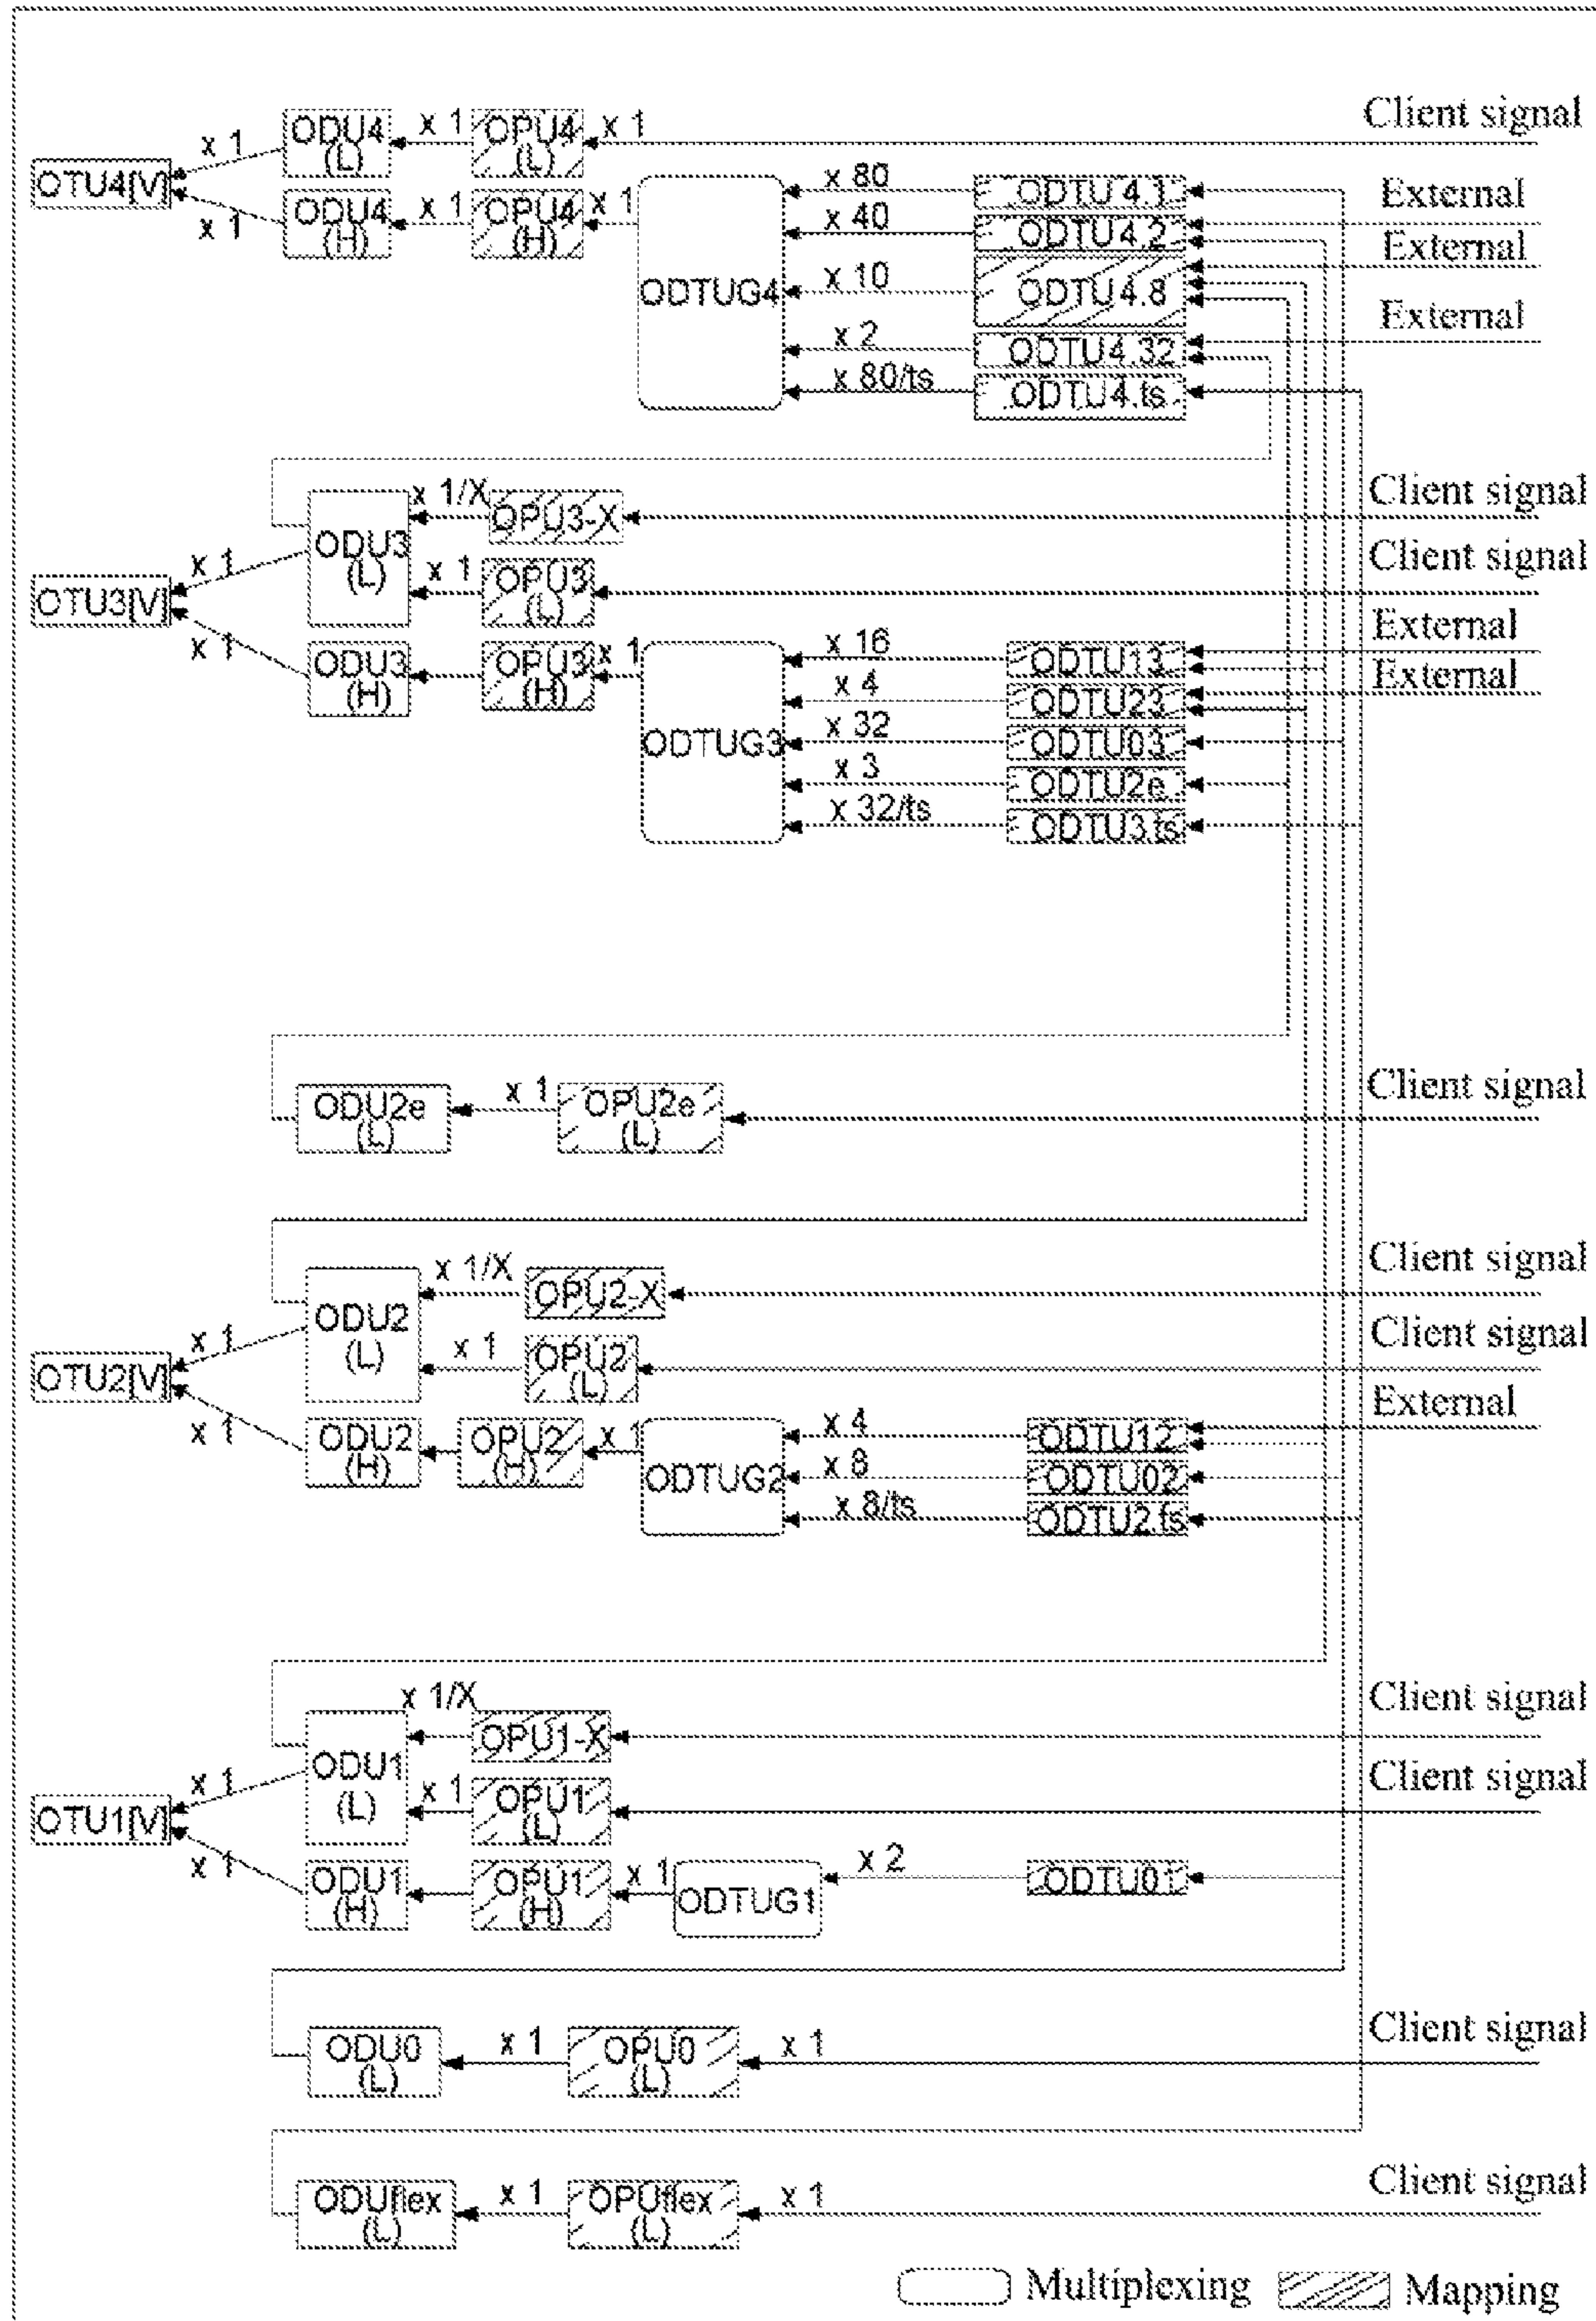 Client signal
ODU4 (L)
x 1
OPU4 (L)
x 1
x 1
OTU4[V]
x 1
ODU4 (H)
x 1
OPU4 (H)
x 1
ODTUG4
x 80
ODTU4.1
External
x 40
ODTU4.2
External
x 10
ODTU4.8
External
x 2
ODTU4.32
x 80/ts
ODTU4.ts
Client signal
x 1/X
OPU3-X
Client signal
ODU3 (L)
x 1
OPU3 (L)
x 1
OTU3[V]
x 1
ODU3 (H)
OPU3 (H)
x 1
ODTUG3
External
x 16
ODTU13
External
x 4
ODTU23
x 32
ODTU03
x 3
ODTU2e
x 32/ts
ODTU3.ts
Client signal
ODU2e (L)
x 1
OPU2e (L)
Client signal
x 1/X
OPU2-X
Client signal
ODU2 (L)
x 1
OPU2 (L)
x 1
OTU2[V]
x 1
ODU2 (H)
OPU2 (H)
x 1
ODTUG2
External
x 4
ODTU12
x 8
ODTU02
x 8/ts
ODTU2.ts
Client signal
x 1/X
OPU1-X
Client signal
ODU1 (L)
x 1
OPU1 (L)
x 1
OTU1[V]
x 1
ODU1 (H)
OPU1 (H)
x 1
ODTUG1
x 2
ODTU01
Client signal
ODU0 (L)
x 1
OPU0 (L)
x 1
Client signal
ODUflex (L)
x 1
OPUflex (L)
x 1
Multiplexing
Mapping